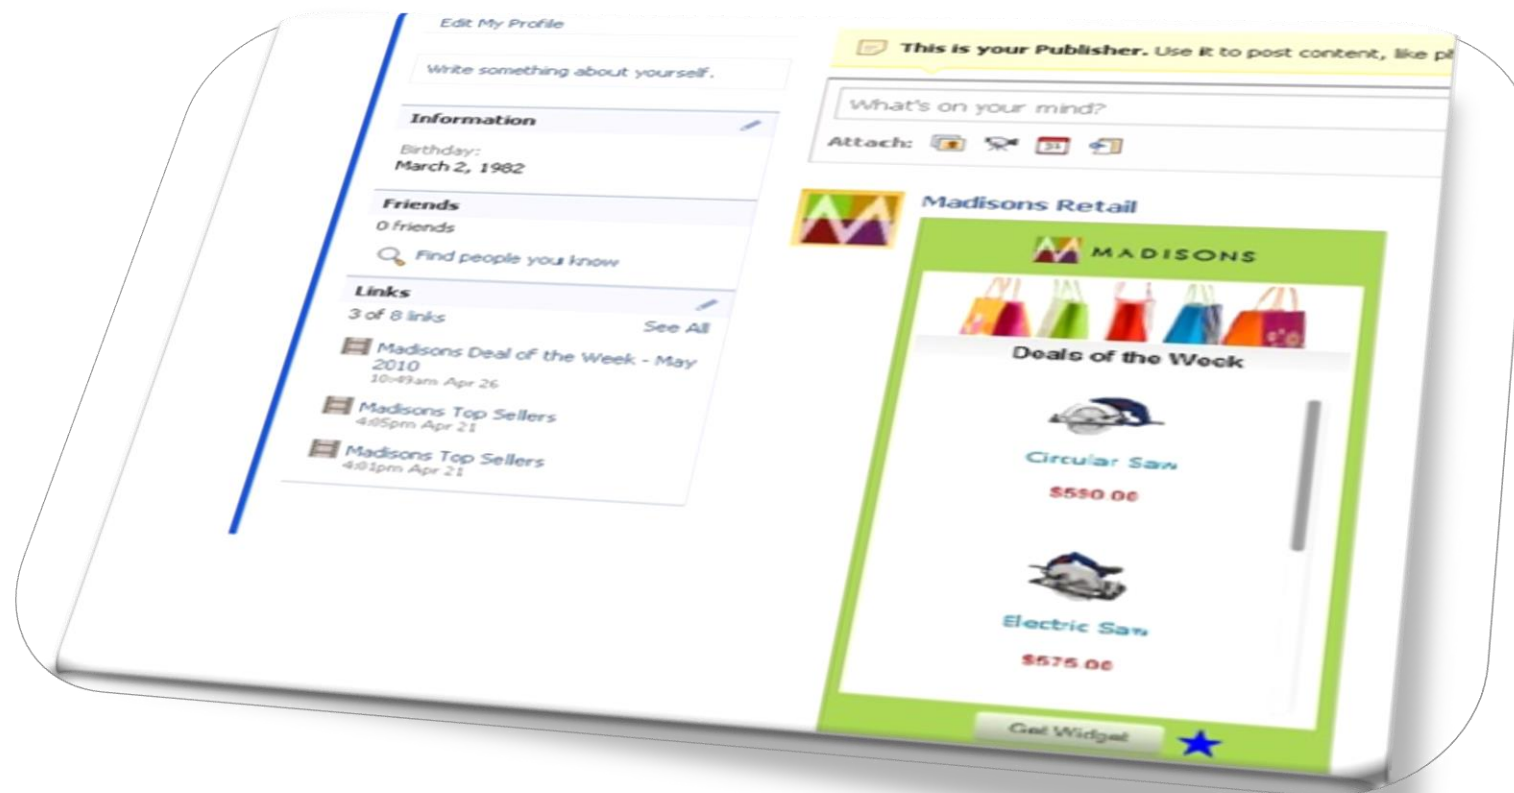 Edit My Profile
Write something about yourself.
Information
Birthday:
March 2, 1982
Friends
0 friends
Find people you know
Links
3 of 8 links
See All
Madisons Deal of the Week - May
2010
10:49am Apr 26
Madisons Top Sellers
4:05pm Apr 21
Madisons Top Sellers
4:01pm Apr 21
This is your Publisher. Use it to post content, like
What's on your mind?
Attach:
31
Madisons Retail
MADISONS
Deals of the Week
Circular Saw
Electric Saw
$575.00
Get Widget